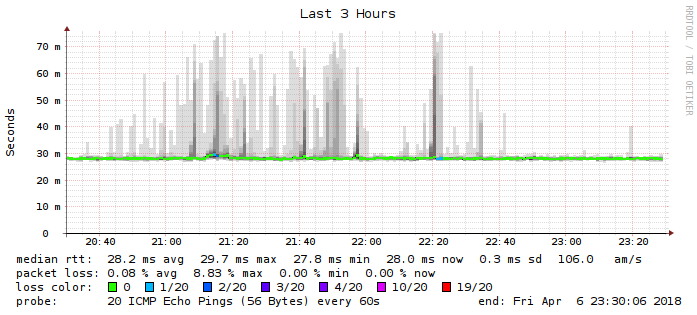 Last 3 Hours
RRDTOOL / TOBI OETIKER
Seconds
70 m
60 m
50 m
40 m
30 m
20 m
10 m
0
20:40 21:00 21:20 21:40 22:00 22:20 22:40 23:00 23:20
median rtt: 28.2 ms avg 29.7 ms max 27.8 ms min 28.0 ms now 0.3 ms sd 106.0 am/s
packet loss: 0.08 % avg 8.83 % max 0.00 % min 0.00 % now
loss color: 0 1/20 2/20 3/20 4/20 10/20 19/20
probe: 20 ICMP Echo Pings (56 Bytes) every 60s end: Fri Apr 6 23:30:06 2018